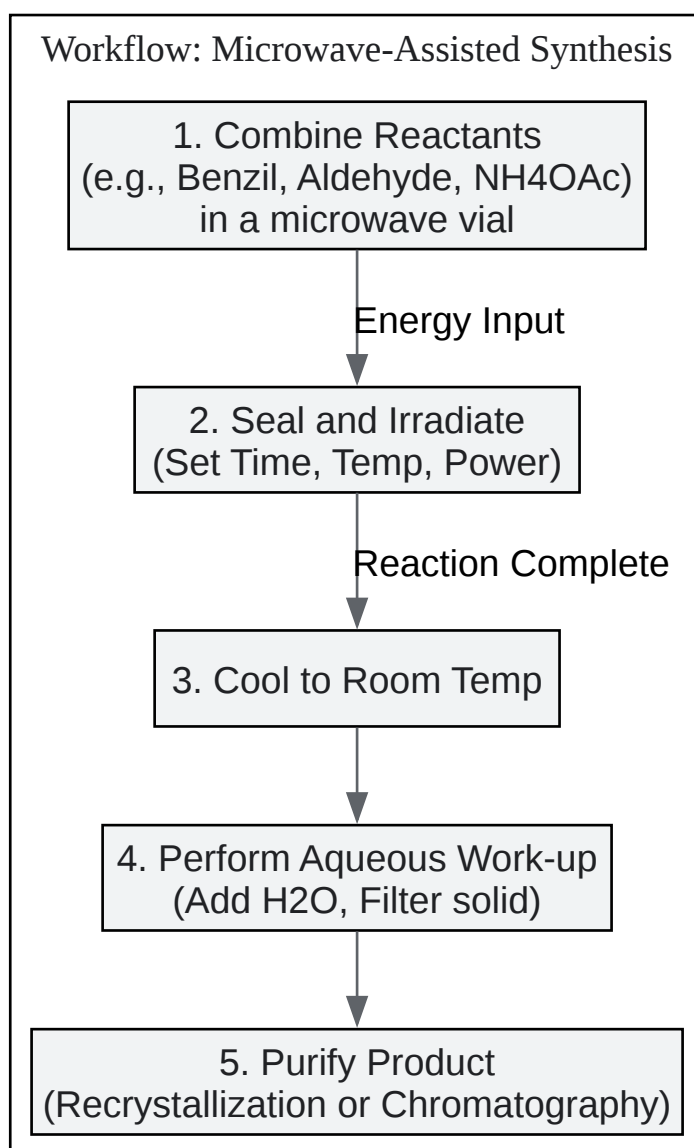 Workflow: Microwave-Assisted Synthesis
1. Combine Reactants
(e.g., Benzil, Aldehyde, NH4OAc)
in a microwave vial
Energy Input
2. Seal and Irradiate
(Set Time, Temp, Power)
Reaction Complete
3. Cool to Room Temp
4. Perform Aqueous Work-up
(Add H2O, Filter solid)
5. Purify Product
(Recrystallization or Chromatography)